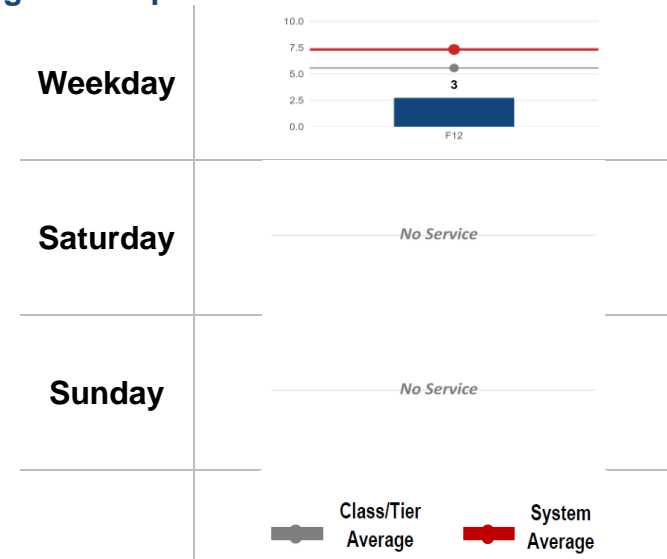 Weekday
10.0
7.5
5.0
2.5
0.0
3
F12
Saturday
No Service
Sunday
No Service
Class/Tier
Average
System
Average